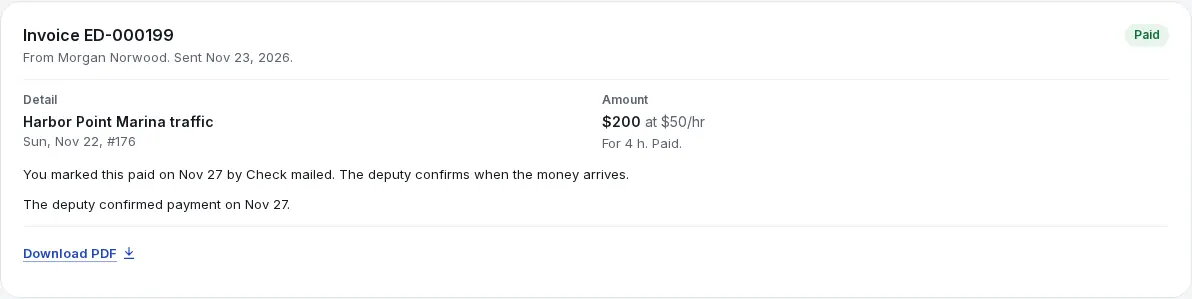 Invoice ED-000199
Paid
From Morgan Norwood. Sent Nov 23, 2026.
Detail
Harbor Point Marina traffic
Sun, Nov 22, #176
Amount
$200 at $50/hr
For 4 h. Paid.
You marked this paid on Nov 27 by Check mailed. The deputy confirms when the money arrives.
The deputy confirmed payment on Nov 27.
Download PDF